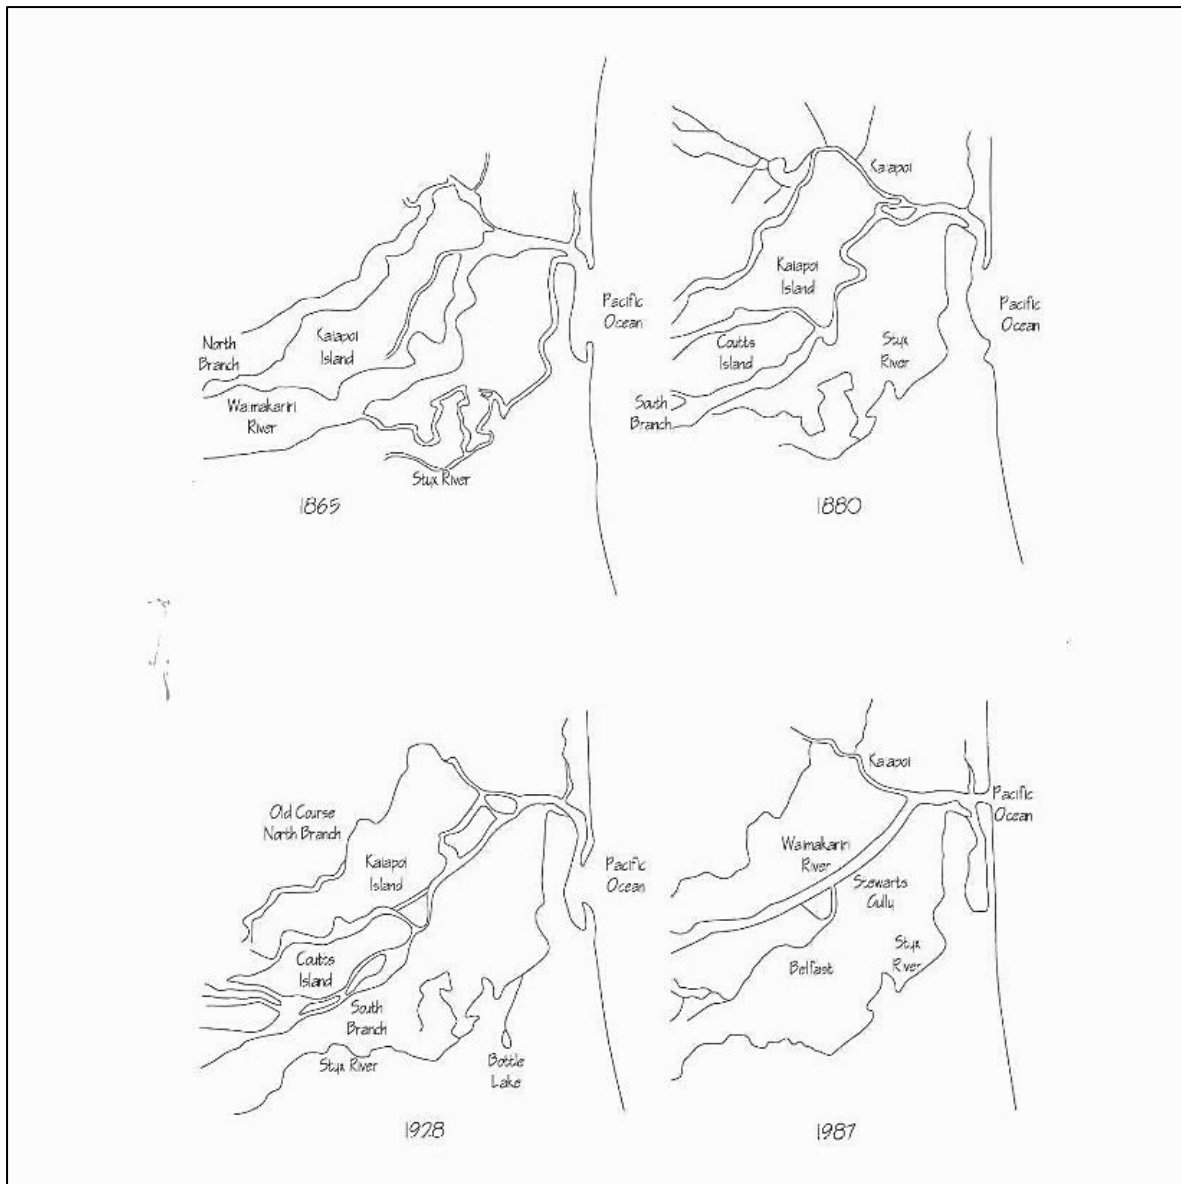 North
Branch
Kaiapoi
Island
Waimakariri
River
Styx River
Pacific
Ocean
1865
Kaiapoi
Kaiapoi
Island
Coutts
Island
South
Branch
Styx
River
Pacific
Ocean
1880
Old Course
North Branch
Kaiapoi
Island
Coutts
Island
South
Branch
Styx River
Bottle
Lake
Pacific
Ocean
1928
Kaiapoi
Pacific
Ocean
Waimakariri
River
Stewarts
Gully
Styx
River
Belfast
1987